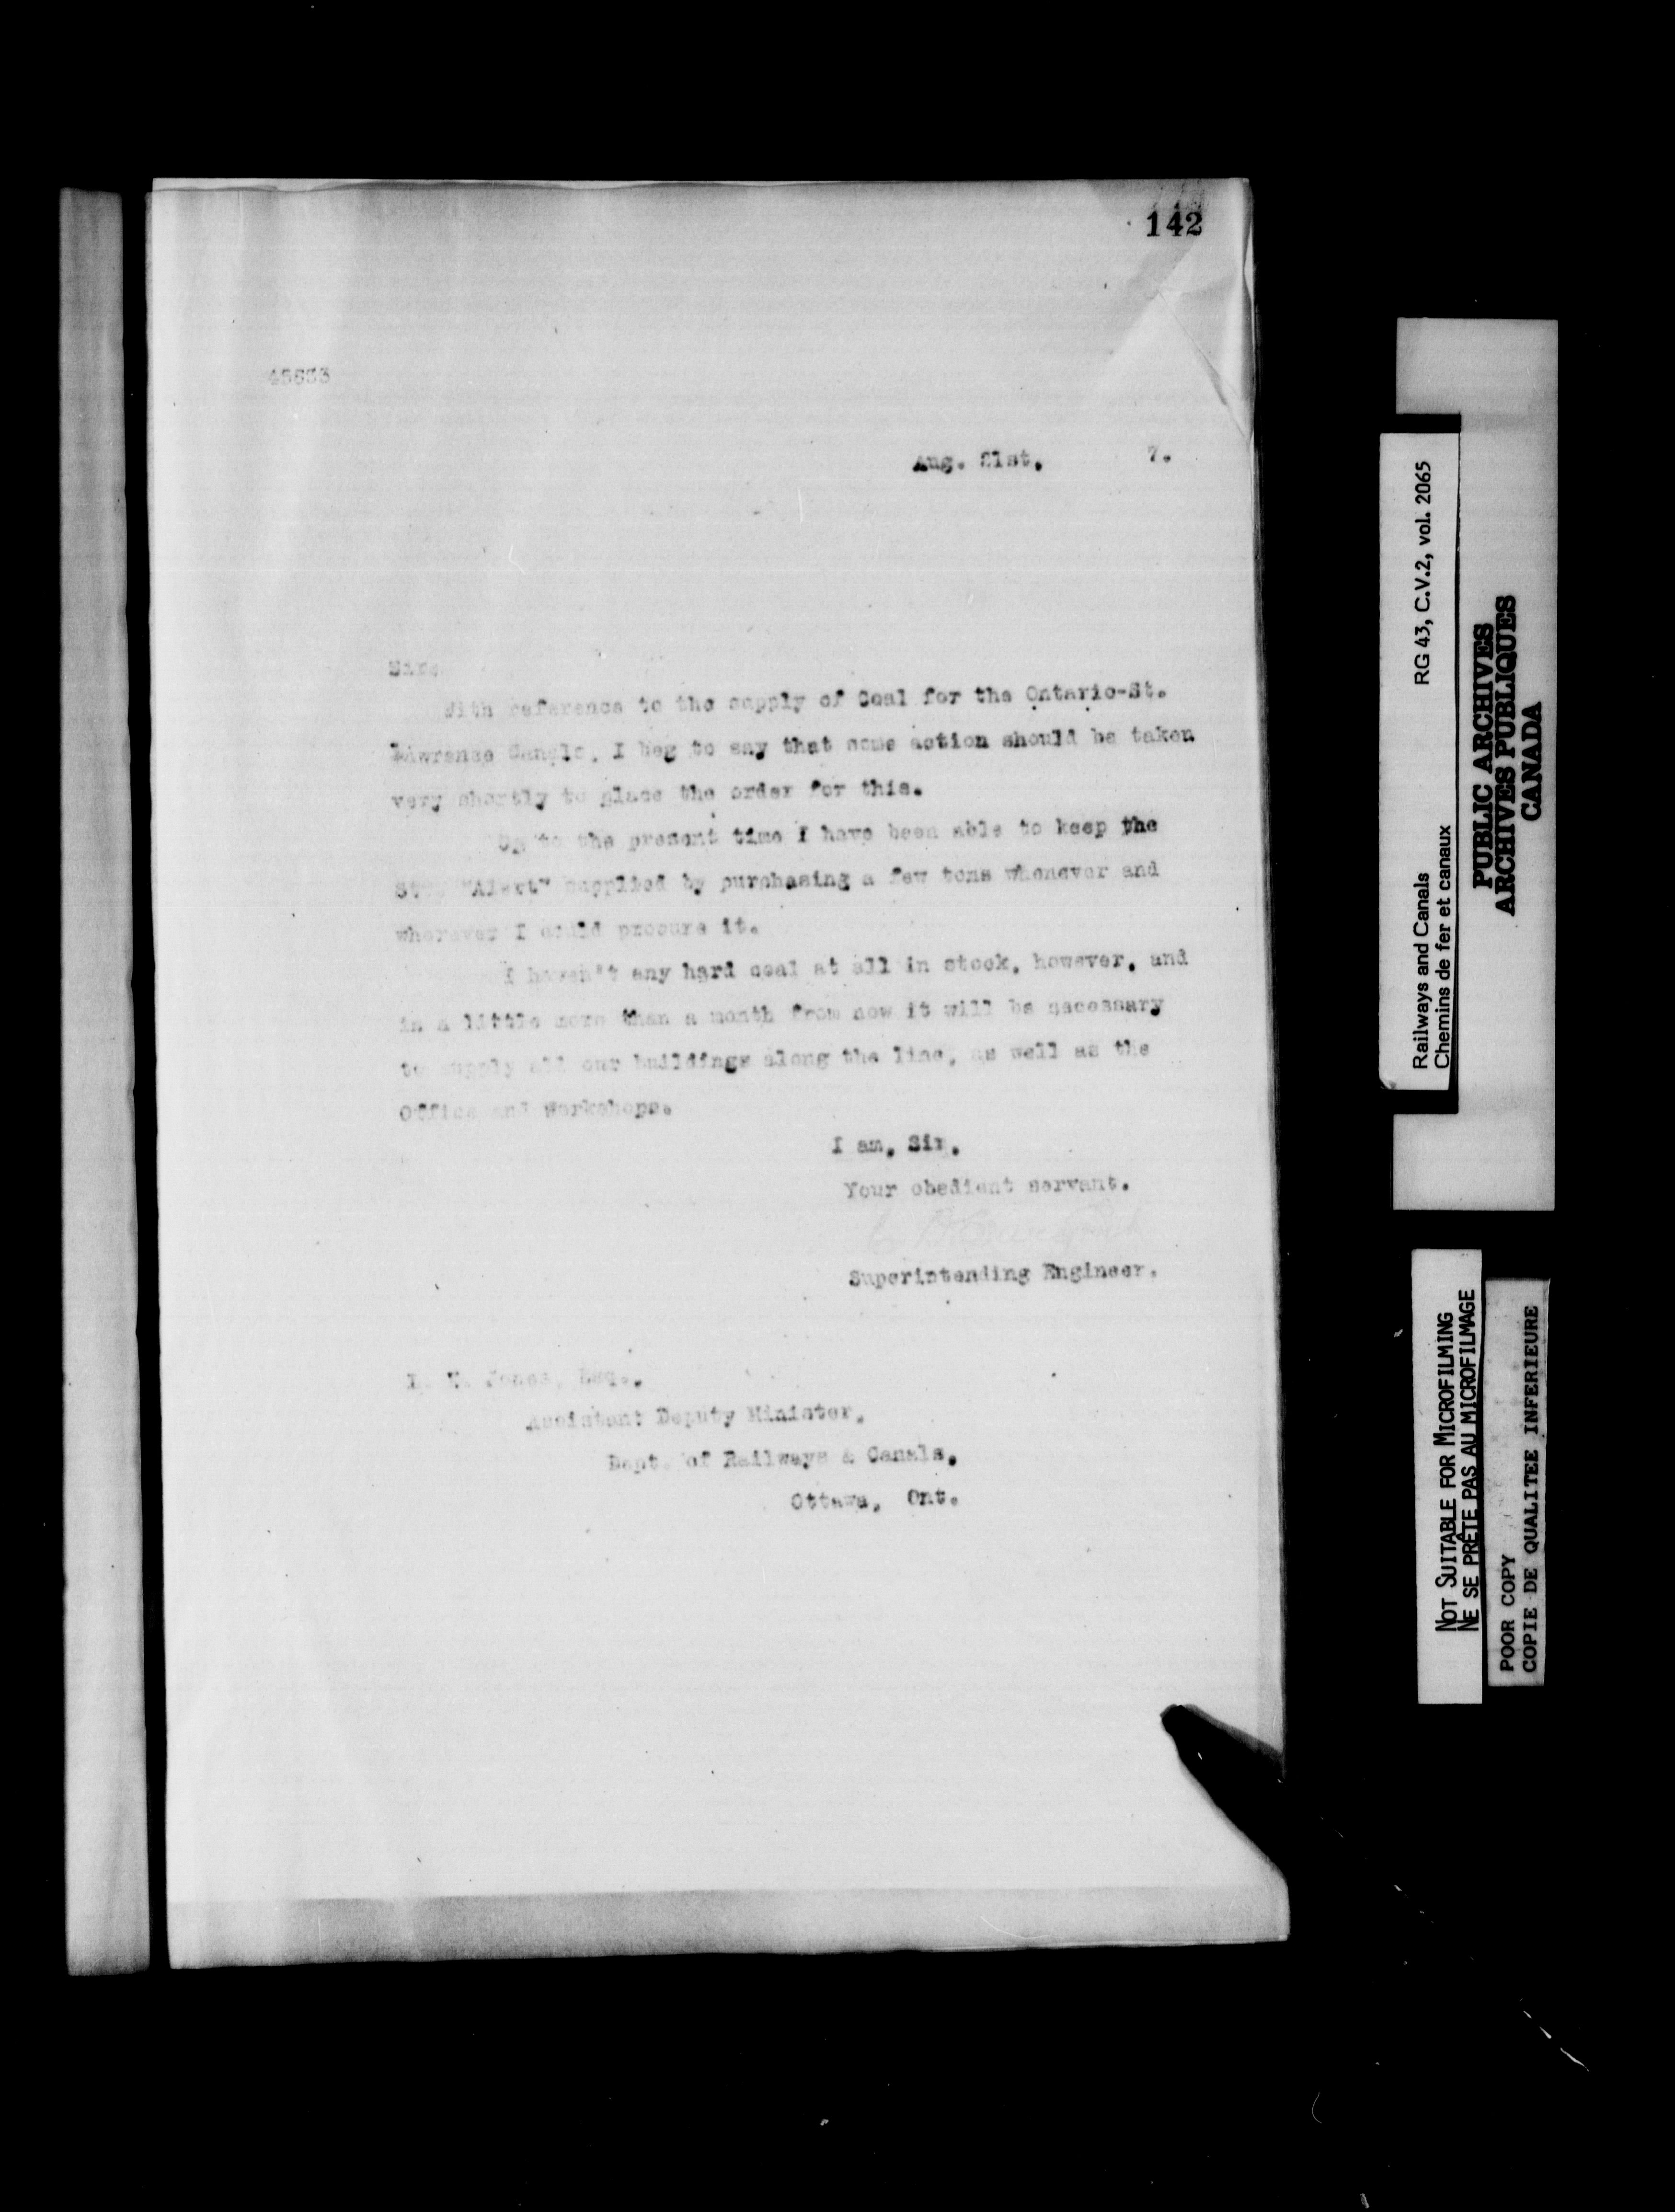 142
45633
Aug. 21st, 7.
Sir:
With reference to the supply of Coal for the Ontario-St.
Lawrence Canals, I beg to say that some action should be taken
very shortly to place the order for this.
Up to the present time I have been able to keep the
Str. "Alert" supplied by purchasing a few tons whenever and
wherever I could procure it.
I haven't any hard coal at all in stock, however, and
in a little more than a month from now it will be necessary
to supply all our buildings along the line, as well as the
Office and Workshops.
I am, Sir,
Your obedient servant,
Superintending Engineer.
Jones, Esq.,
Assistant Deputy Minister,
Dept. of Railways & Canals,
Ottawa, Ont.
Railways and Canals RG 43, C.V.2, vol. 2065
Chemins de fer et canaux
PUBLIC ARCHIVES
ARCHIVES PUBLIQUES
CANADA
NOT SUITABLE FOR MICROFILMING
NE SE PRÊTE PAS AU MICROFILMAGE
POOR COPY
COPIE DE QUALITEE INFERIEURE